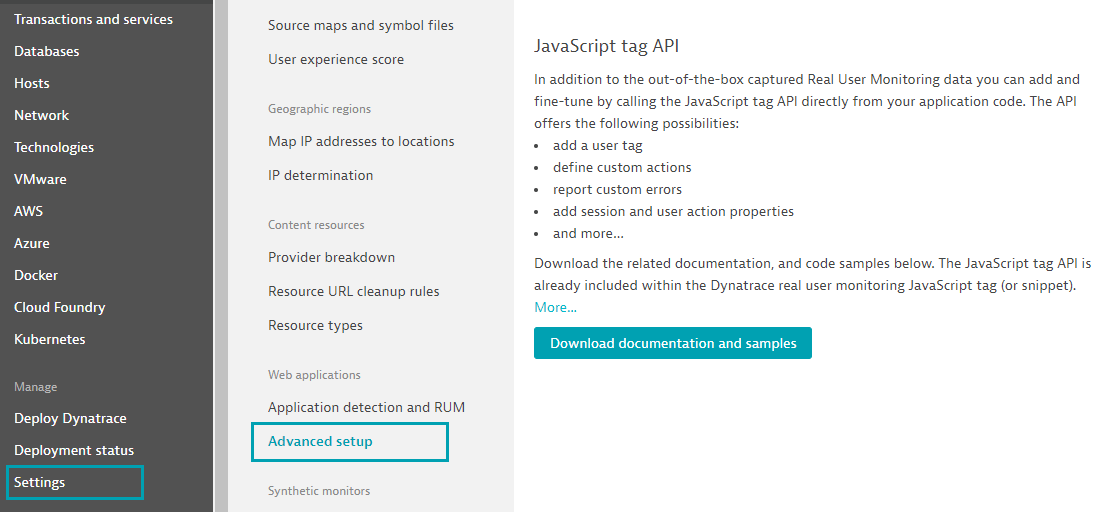 Transactions and services
Databases
Hosts
Network
Technologies
VMware
AWS
Azure
Docker
Cloud Foundry
Kubernetes
Manage
Deploy Dynatrace
Deployment status
Settings
Source maps and symbol files
User experience score
Geographic regions
Map IP addresses to locations
IP determination
Content resources
Provider breakdown
Resource URL cleanup rules
Resource types
Web applications
Application detection and RUM
Advanced setup
Synthetic monitors
JavaScript tag API
In addition to the out-of-the-box captured Real User Monitoring data you can add and
fine-tune by calling the JavaScript tag API directly from your application code. The API
offers the following possibilities:
• add a user tag
• define custom actions
• report custom errors
• add session and user action properties
• and more...
Download the related documentation, and code samples below. The JavaScript tag API is
already included within the Dynatrace real user monitoring JavaScript tag (or snippet).
More...
Download documentation and samples